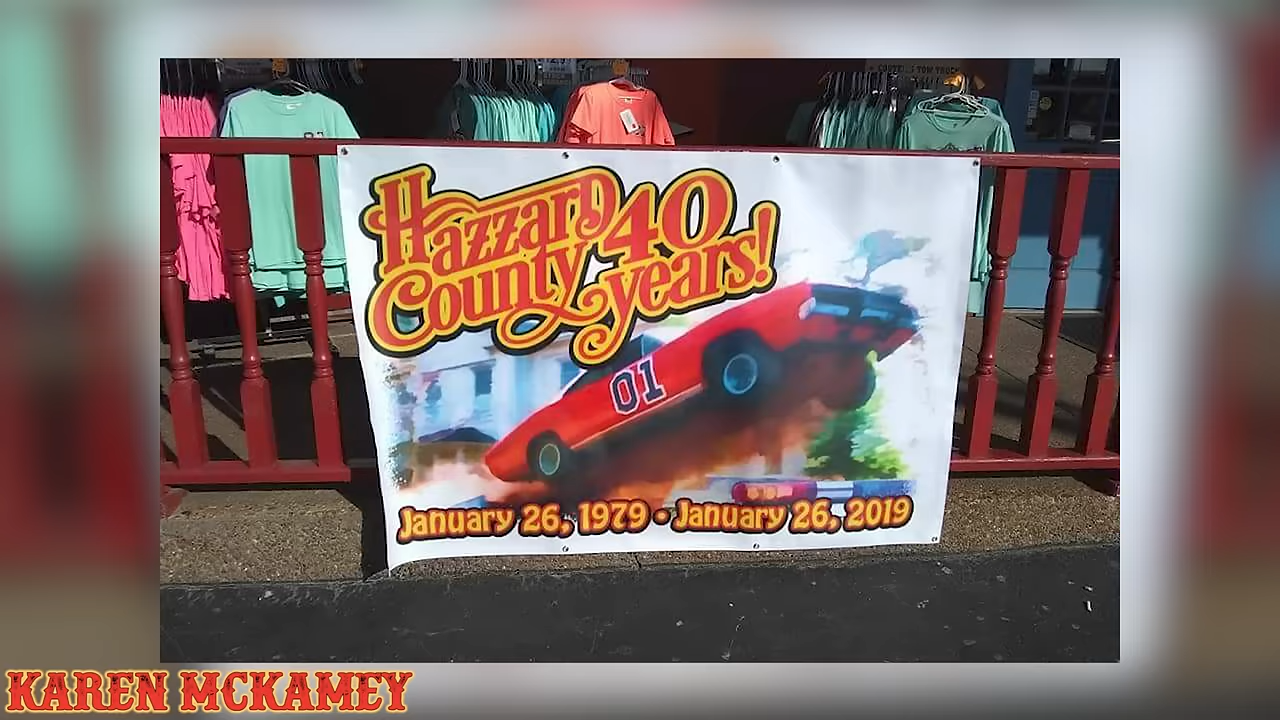 Hazzard 40
County years!
01
January 26, 1979 • January 26, 2019
KAREN MCKAMEY